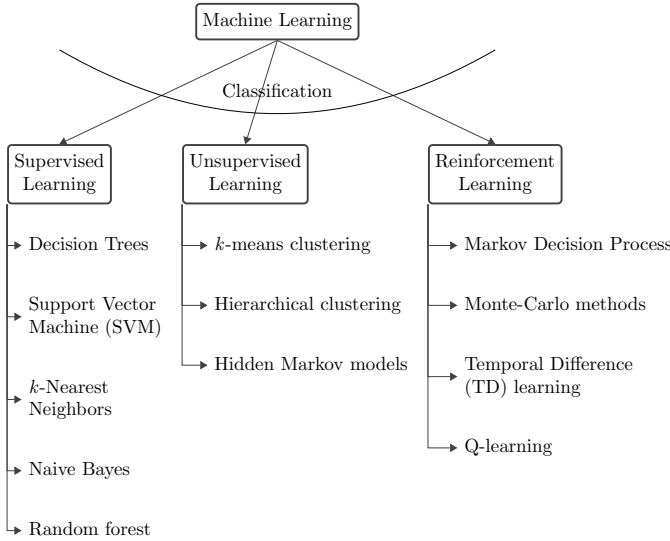 Machine Learning
Classification
Supervised
Learning
Decision Trees
Support Vector
Machine (SVM)
k-Nearest
Neighbors
Naive Bayes
Random forest
Unsupervised
Learning
k-means clustering
Hierarchical clustering
Hidden Markov models
Reinforcement
Learning
Markov Decision Process
Monte-Carlo methods
Temporal Difference
(TD) learning
Q-learning